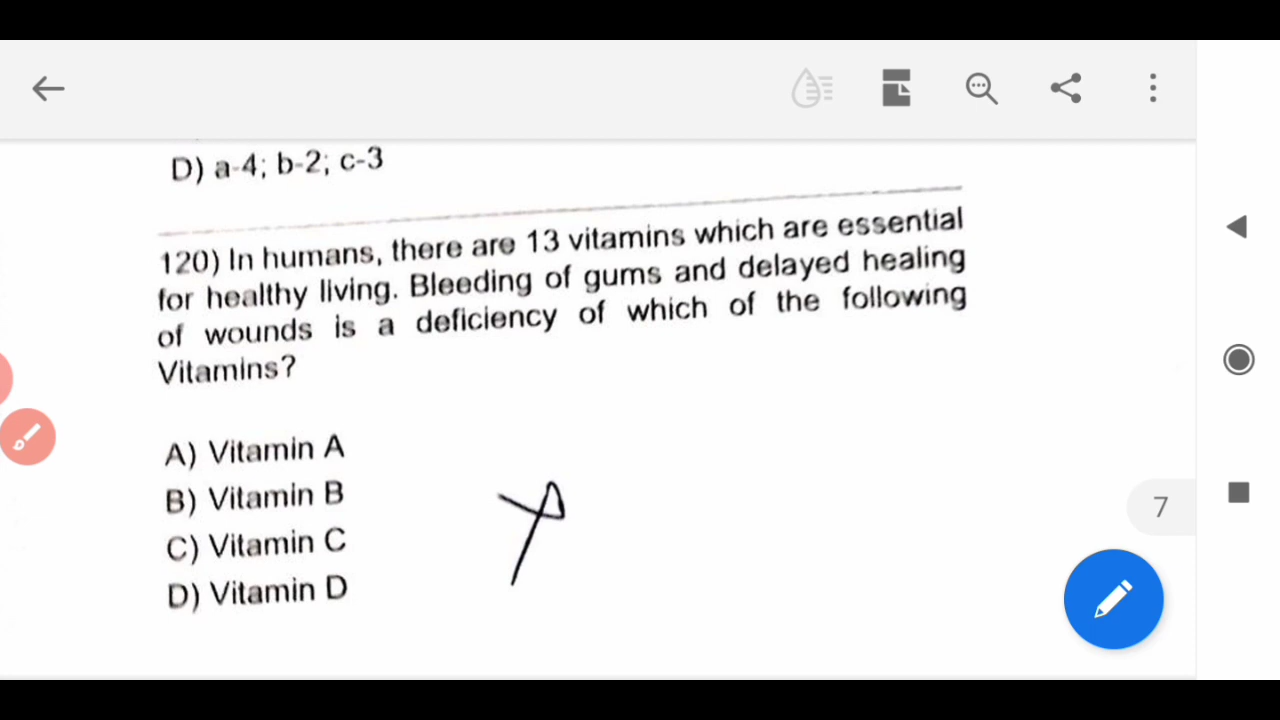 D) a-4; b-2; c-3
120) In humans, there are 13 vitamins which are essential
for healthy living. Bleeding of gums and delayed healing
of wounds is a deficiency of which of the following
Vitamins?
A) Vitamin A
B) Vitamin B
C) Vitamin C
D) Vitamin D
7